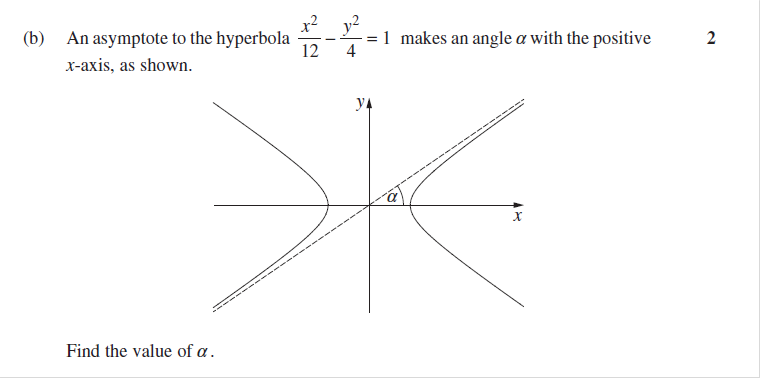 (b) An asymptote to the hyperbola x²/12 − y²/4 = 1 makes an angle α with the positive 2
x-axis, as shown.
y
α
x
Find the value of α.